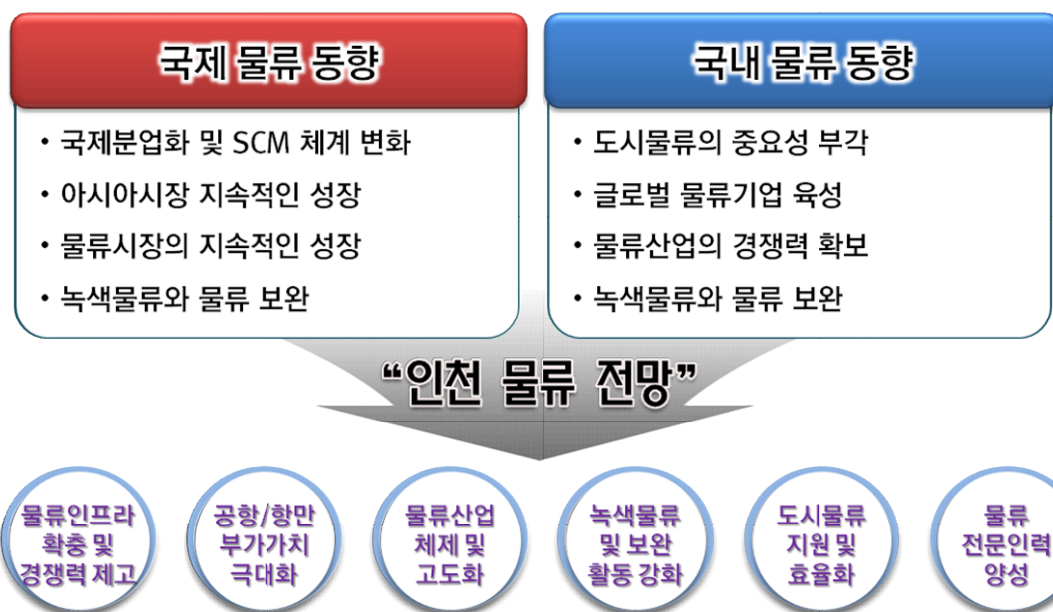 국제 물류 동향
• 국제분업화 및 SCM 체계 변화
• 아시아시장 지속적인 성장
• 물류시장의 지속적인 성장
• 녹색물류와 물류 보완
국내 물류 동향
• 도시물류의 중요성 부각
• 글로벌 물류기업 육성
• 물류산업의 경쟁력 확보
• 녹색물류와 물류 보완
“인천 물류 전망”
물류인프라
확충 및
경쟁력 제고
공항/항만
부가가치
극대화
물류산업
체제 및
고도화
녹색물류
및 보완
활동 강화
도시물류
지원 및
효율화
물류
전문인력
양성